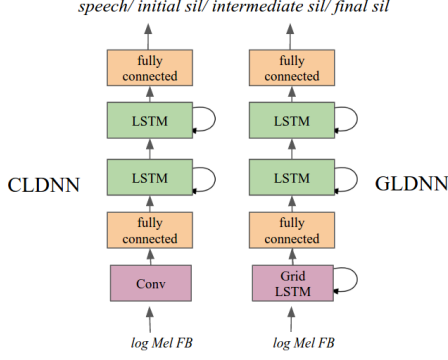 speech/ initial sil/ intermediate sil/ final sil
fully
connected
fully
connected
LSTM
LSTM
LSTM
LSTM
CLDNN
GLDNN
fully
connected
fully
connected
Conv
Grid
LSTM
log Mel FB
log Mel FB